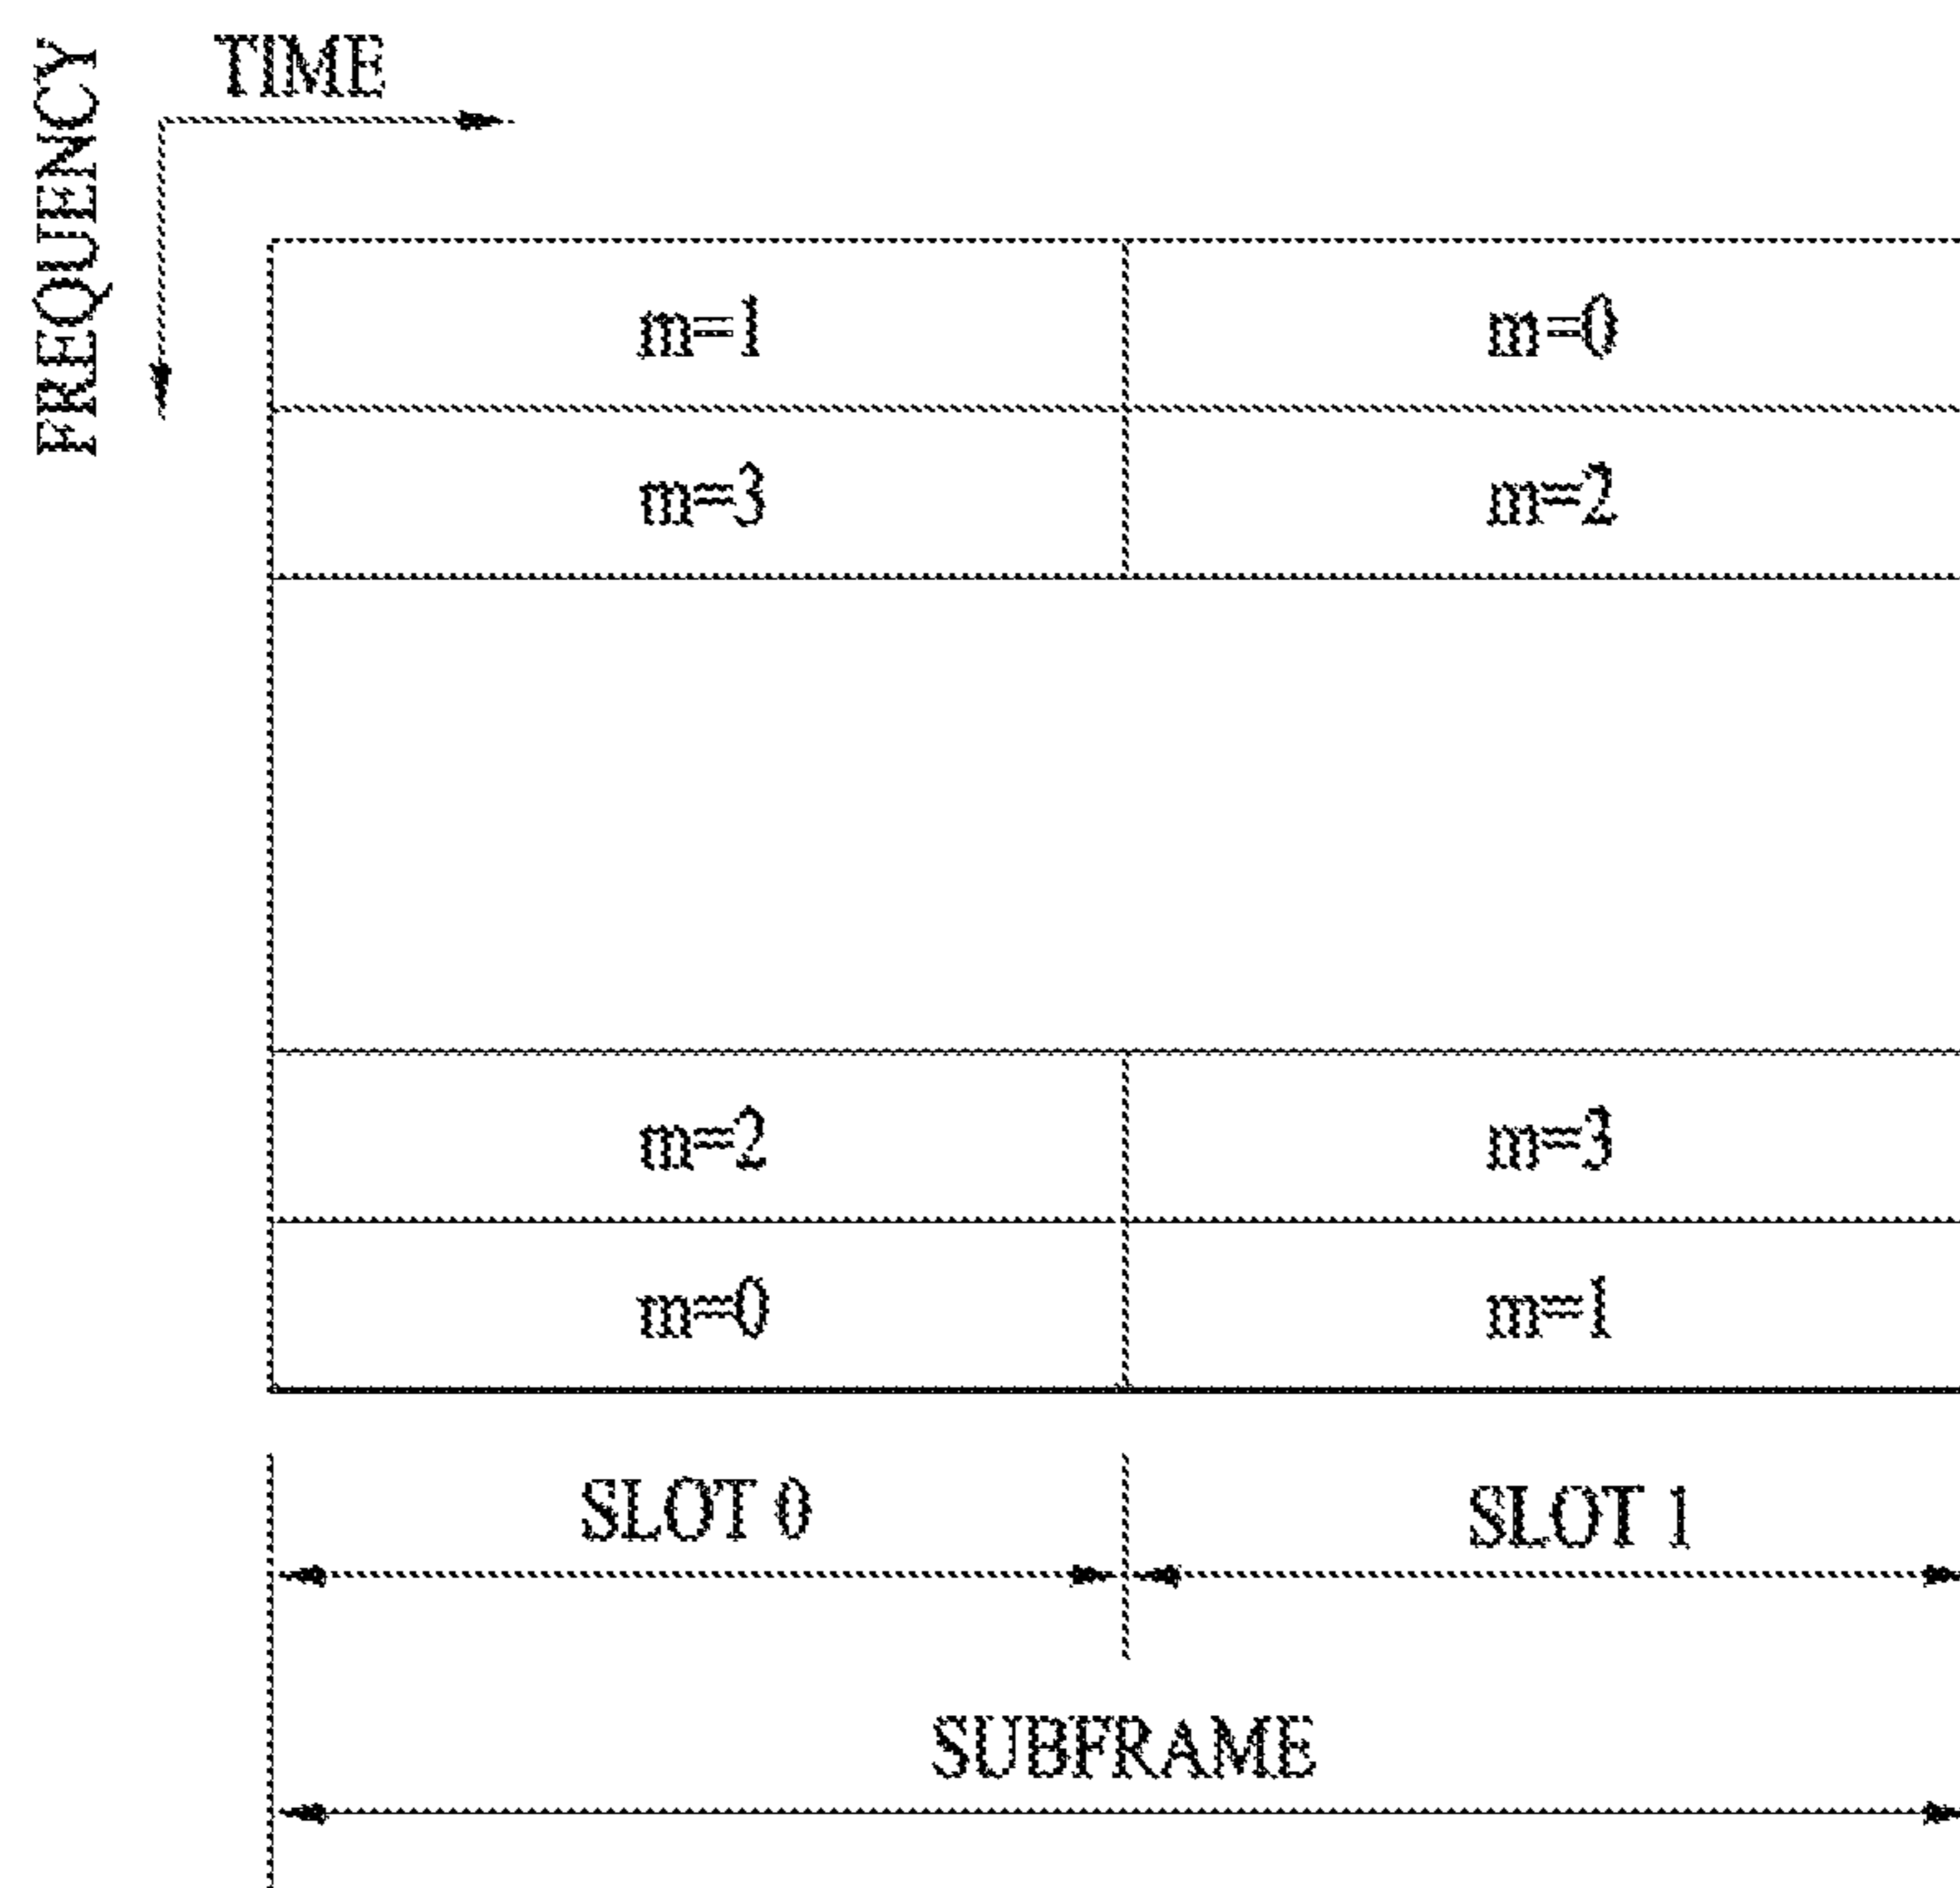 FREQUENCY
TIME
m=1 m=0
m=3 m=2
m=2 m=3
m=0 m=1
SLOT 0 SLOT 1
SUBFRAME